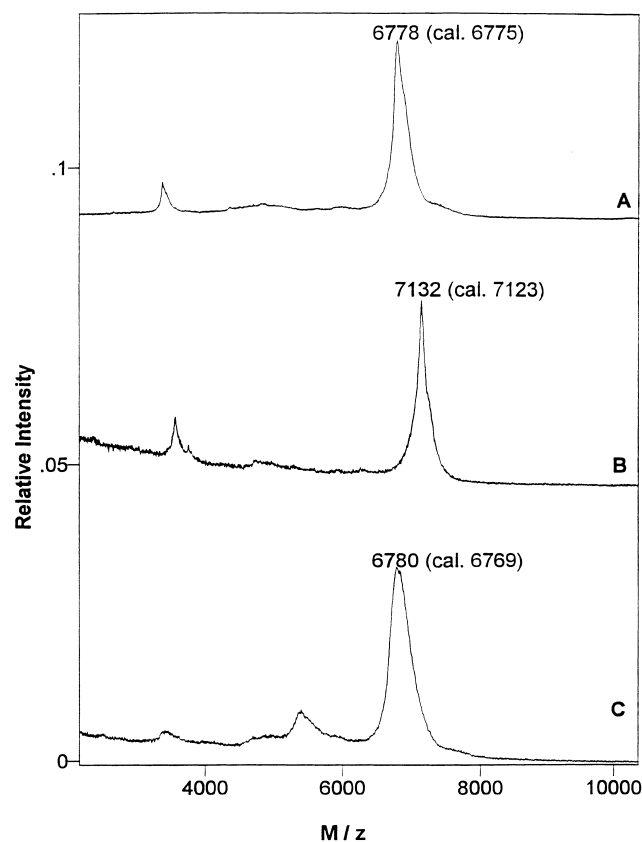 6778 (cal. 6775)
.1
A
7132 (cal. 7123)
.05
B
6780 (cal. 6769)
C
0
4000 6000 8000 10000
M / z
Relative Intensity